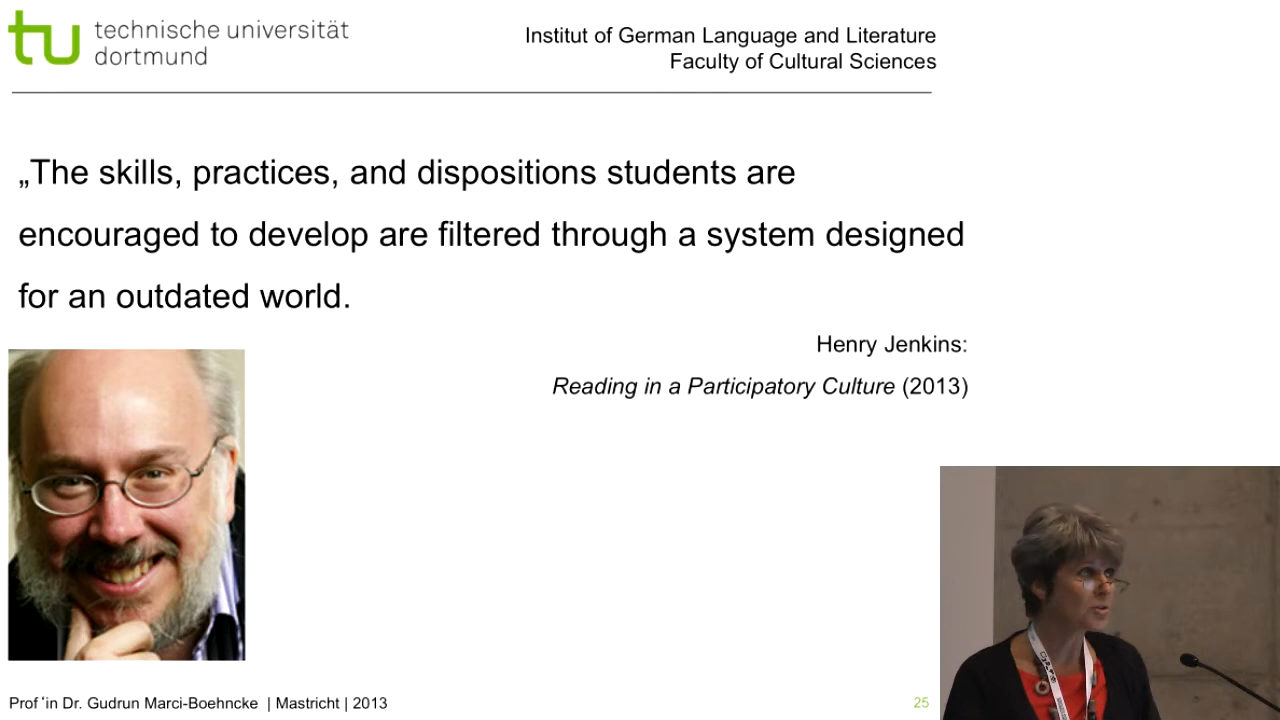 technische universität
dortmund
Institut of German Language and Literature
Faculty of Cultural Sciences
„The skills, practices, and dispositions students are
encouraged to develop are filtered through a system designed
for an outdated world.
Henry Jenkins:
Reading in a Participatory Culture (2013)
Prof‘in Dr. Gudrun Marci-Boehncke | Mastricht | 2013
25